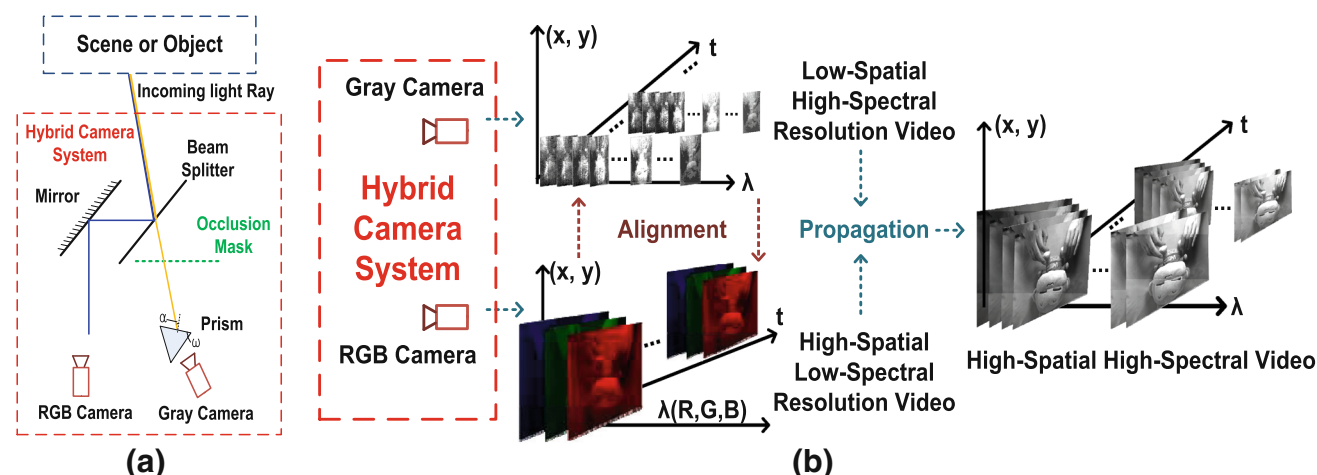 Scene or Object
Incoming light Ray
Hybrid Camera
System
Beam
Splitter
Mirror
Occlusion
Mask
α
ω
Prism
RGB Camera
Gray Camera
(a)
Gray Camera
Hybrid
Camera
System
RGB Camera
(x, y)
t
λ
Alignment
(x, y)
t
λ(R,G,B)
Low-Spatial
High-Spectral
Resolution Video
Propagation
High-Spatial
Low-Spectral
Resolution Video
(x, y)
t
λ
High-Spatial High-Spectral Video
(b)